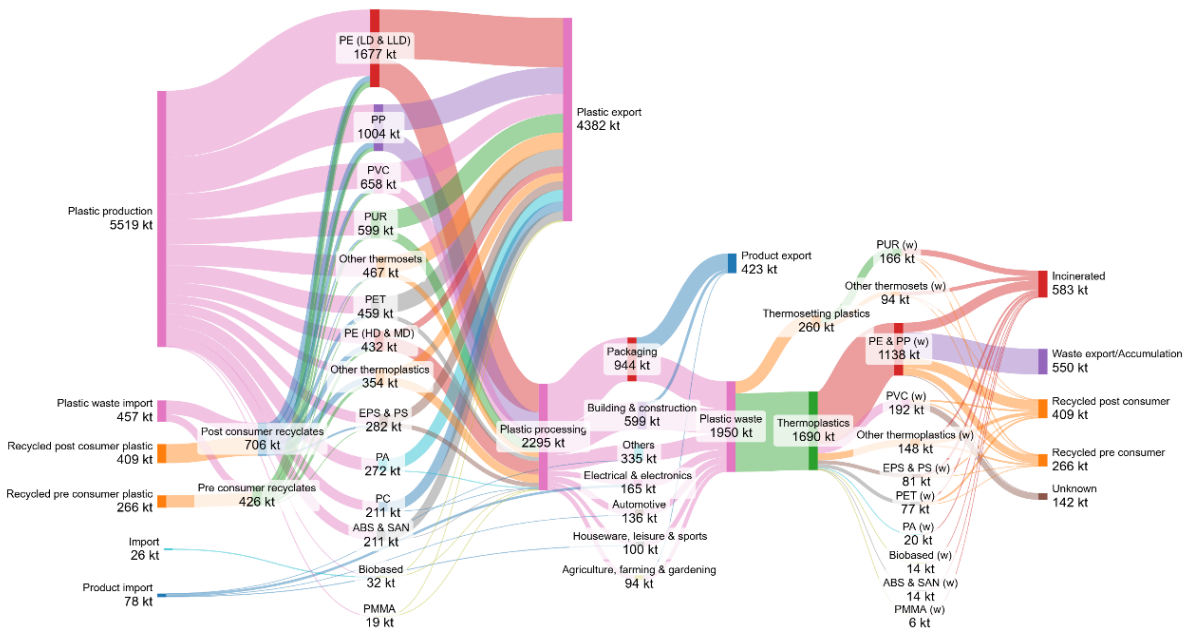 PE (LD & LLD)
1677 kt
PP
1004 kt
PVC
658 kt
PUR
599 kt
Other thermosets
467 kt
PET
459 kt
PE (HD & MD)
432 kt
Other thermoplastics
354 kt
EPS & PS
282 kt
PA
272 kt
PC
211 kt
ABS & SAN
211 kt
Biobased
32 kt
PMMA
19 kt
Plastic production
5519 kt
Plastic waste import
457 kt
Recycled post cosumer plastic
409 kt
Recycled pre consumer plastic
266 kt
Import
26 kt
Product import
78 kt
Post consumer recyclates
706 kt
Pre consumer recyclates
426 kt
Plastic export
4382 kt
Plastic processing
2295 kt
Packaging
944 kt
Building & construction
599 kt
Others
335 kt
Electrical & electronics
165 kt
Automotive
136 kt
Houseware, leisure & sports
100 kt
Agriculture, farming & gardening
94 kt
Product export
423 kt
Plastic waste
1950 kt
Thermosetting plastics
260 kt
Thermoplastics
1690 kt
PUR (w)
166 kt
Other thermosets (w)
94 kt
PE & PP (w)
1138 kt
PVC (w)
192 kt
Other thermoplastics (w)
148 kt
EPS & PS (w)
81 kt
PET (w)
77 kt
PA (w)
20 kt
Biobased (w)
14 kt
ABS & SAN (w)
14 kt
PMMA (w)
6 kt
Incinerated
583 kt
Waste export/Accumulation
550 kt
Recycled post consumer
409 kt
Recycled pre consumer
266 kt
Unknown
142 kt